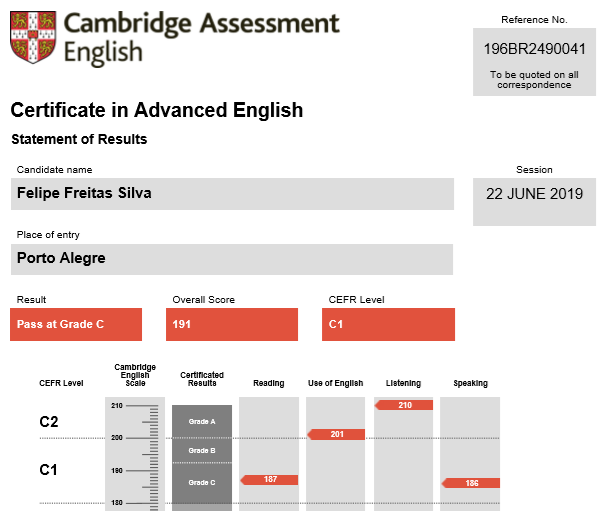 Cambridge Assessment
English
Reference No.
196BR2490041
To be quoted on all
correspondence
Certificate in Advanced English
Statement of Results
Candidate name
Felipe Freitas Silva
Session
22 JUNE 2019
Place of entry
Porto Alegre
Result
Overall Score
CEFR Level
Pass at Grade C
191
C1
CEFR Level
Cambridge
English
Scale
Certificated
Results
Reading
Use of English
Listening
Speaking
210
210
C2
Grade A
201
200
C1
Grade B
190
187
Grade C
186
180